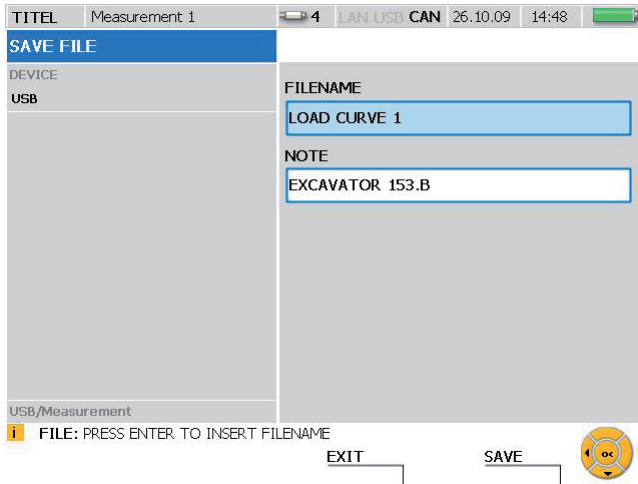 TITEL Measurement 1 4 LAN USB CAN 26.10.09 14:48
SAVE FILE
DEVICE
USB
FILENAME
LOAD CURVE 1
NOTE
EXCAVATOR 153.B
USB/Measurement
i FILE: PRESS ENTER TO INSERT FILENAME
EXIT SAVE
OK